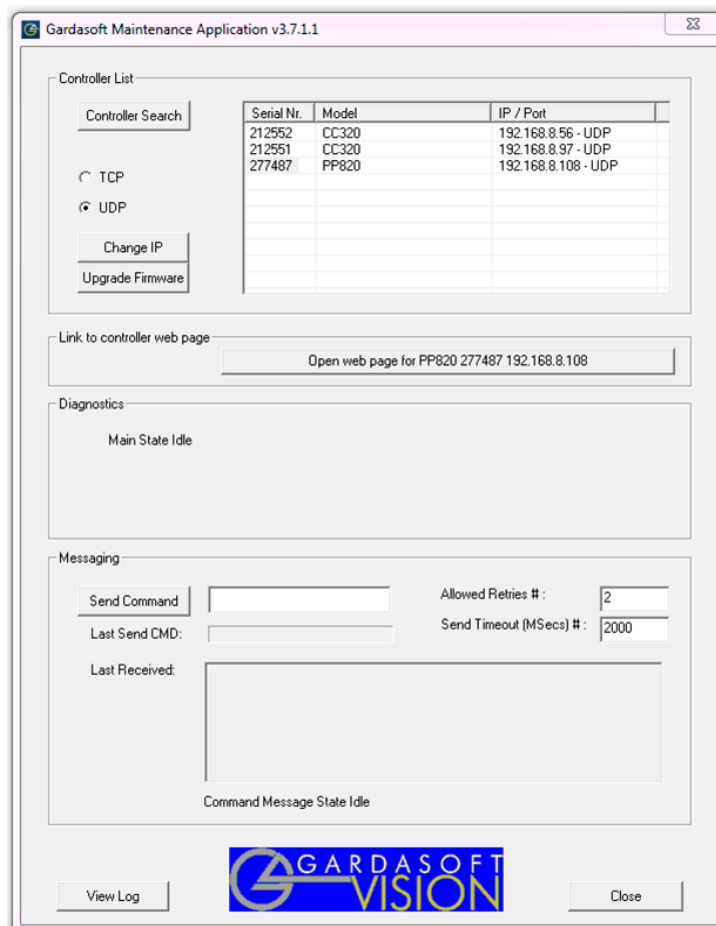 Gardasoft Maintenance Application v3.7.1.1
Controller List
Controller Search
Serial Nr. Model IP / Port
212552 CC320 192.168.8.56 - UDP
212551 CC320 192.168.8.97 - UDP
277487 PP820 192.168.8.108 - UDP
TCP
UDP
Change IP
Upgrade Firmware
Link to controller web page
Open web page for PP820 277487 192.168.8.108
Diagnostics
Main State Idle
Messaging
Send Command
Allowed Retries # : 2
Last Send CMD:
Send Timeout (MSecs) # : 2000
Last Received:
Command Message State Idle
GARDASOFT
VISION
View Log
Close